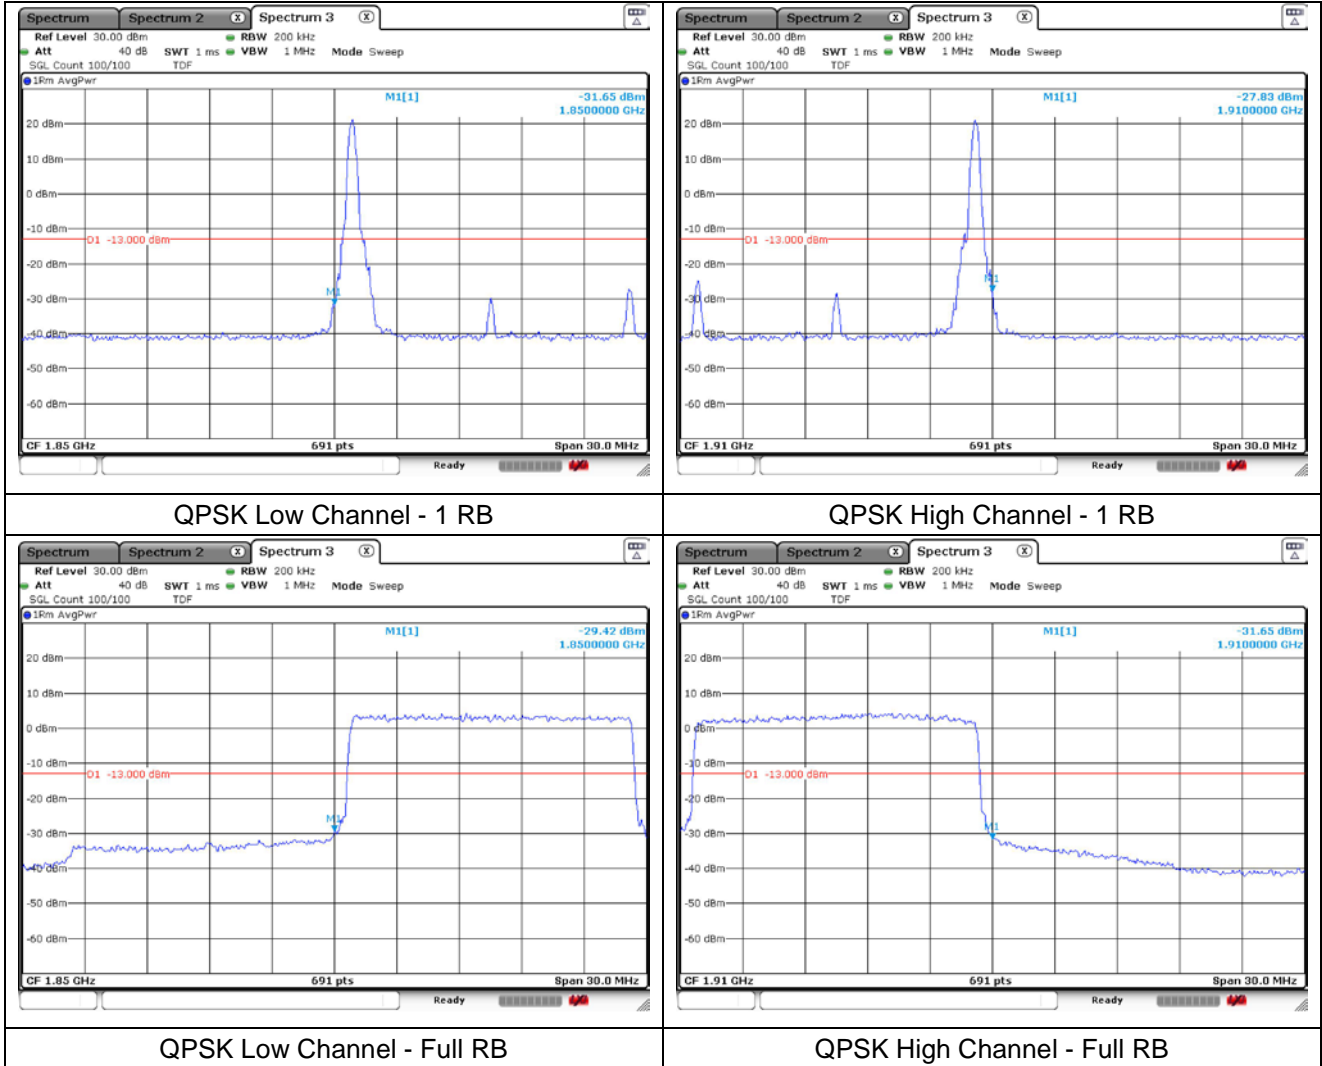 Spectrum Spectrum 2 X Spectrum 3 X
Ref Level 30.00 dBm RBW 200 kHz
Att 40 dB SWT 1 ms VBW 1 MHz Mode Sweep
SGL Count 100/100 TDF
1Rm AvgPwr
M1[1] -31.65 dBm
1.8500000 GHz
20 dBm
10 dBm
0 dBm
-10 dBm
D1 -13.000 dBm
-20 dBm
M1
-30 dBm
-40 dBm
-50 dBm
-60 dBm
CF 1.85 GHz 691 pts Span 30.0 MHz
Ready
QPSK Low Channel - 1 RB
Spectrum Spectrum 2 X Spectrum 3 X
Ref Level 30.00 dBm RBW 200 kHz
Att 40 dB SWT 1 ms VBW 1 MHz Mode Sweep
SGL Count 100/100 TDF
1Rm AvgPwr
M1[1] -27.83 dBm
1.9100000 GHz
20 dBm
10 dBm
0 dBm
-10 dBm
D1 -13.000 dBm
-20 dBm
M1
-30 dBm
-40 dBm
-50 dBm
-60 dBm
CF 1.91 GHz 691 pts Span 30.0 MHz
Ready
QPSK High Channel - 1 RB
Spectrum Spectrum 2 X Spectrum 3 X
Ref Level 30.00 dBm RBW 200 kHz
Att 40 dB SWT 1 ms VBW 1 MHz Mode Sweep
SGL Count 100/100 TDF
1Rm AvgPwr
M1[1] -29.42 dBm
1.8500000 GHz
20 dBm
10 dBm
0 dBm
-10 dBm
D1 -13.000 dBm
-20 dBm
M1
-30 dBm
-40 dBm
-50 dBm
-60 dBm
CF 1.85 GHz 691 pts Span 30.0 MHz
Ready
QPSK Low Channel - Full RB
Spectrum Spectrum 2 X Spectrum 3 X
Ref Level 30.00 dBm RBW 200 kHz
Att 40 dB SWT 1 ms VBW 1 MHz Mode Sweep
SGL Count 100/100 TDF
1Rm AvgPwr
M1[1] -31.65 dBm
1.9100000 GHz
20 dBm
10 dBm
0 dBm
-10 dBm
D1 -13.000 dBm
-20 dBm
M1
-30 dBm
-40 dBm
-50 dBm
-60 dBm
CF 1.91 GHz 691 pts Span 30.0 MHz
Ready
QPSK High Channel - Full RB